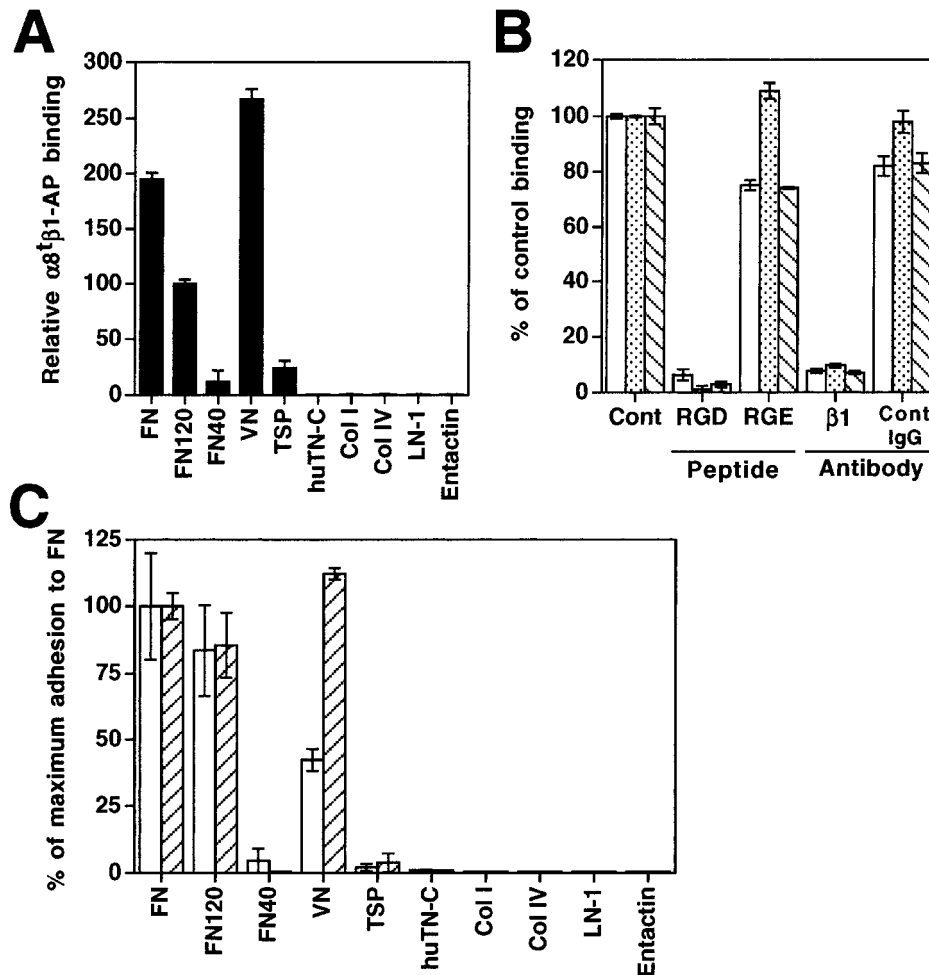 A
Relative α8ᵗβ1-AP binding
300
250
200
150
100
50
0
FN
FN120
FN40
VN
TSP
huTN-C
Col I
Col IV
LN-1
Entactin
B
% of control binding
120
100
80
60
40
20
0
Cont
RGD
RGE
β1
Cont
IgG
Peptide
Antibody
C
% of maximum adhesion to FN
125
100
75
50
25
0
FN
FN120
FN40
VN
TSP
huTN-C
Col I
Col IV
LN-1
Entactin